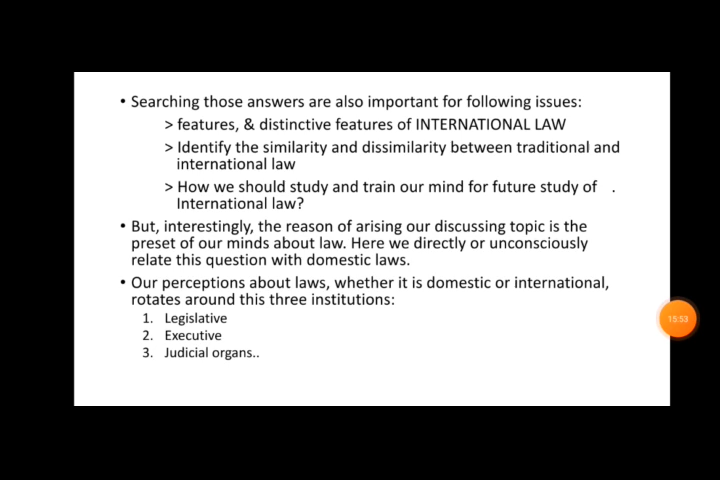 • Searching those answers are also important for following issues:
> features, & distinctive features of INTERNATIONAL LAW
> Identify the similarity and dissimilarity between traditional and
international law
> How we should study and train our mind for future study of .
International law?
• But, interestingly, the reason of arising our discussing topic is the
preset of our minds about law. Here we directly or unconsciously
relate this question with domestic laws.
• Our perceptions about laws, whether it is domestic or international,
rotates around this three institutions:
1. Legislative
2. Executive
3. Judicial organs..
15:53